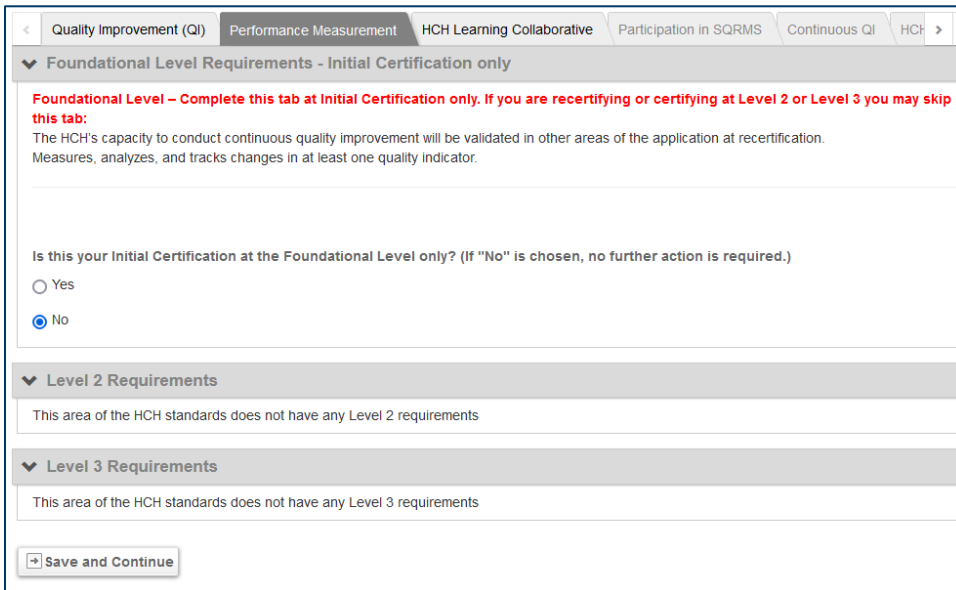 Quality Improvement (QI) Performance Measurement HCH Learning Collaborative Participation in SQRMS Continuous QI HCH
Foundational Level Requirements - Initial Certification only
Foundational Level – Complete this tab at Initial Certification only. If you are recertifying or certifying at Level 2 or Level 3 you may skip
this tab:
The HCH's capacity to conduct continuous quality improvement will be validated in other areas of the application at recertification.
Measures, analyzes, and tracks changes in at least one quality indicator.
Is this your Initial Certification at the Foundational Level only? (If "No" is chosen, no further action is required.)
Yes
No
Level 2 Requirements
This area of the HCH standards does not have any Level 2 requirements
Level 3 Requirements
This area of the HCH standards does not have any Level 3 requirements
Save and Continue